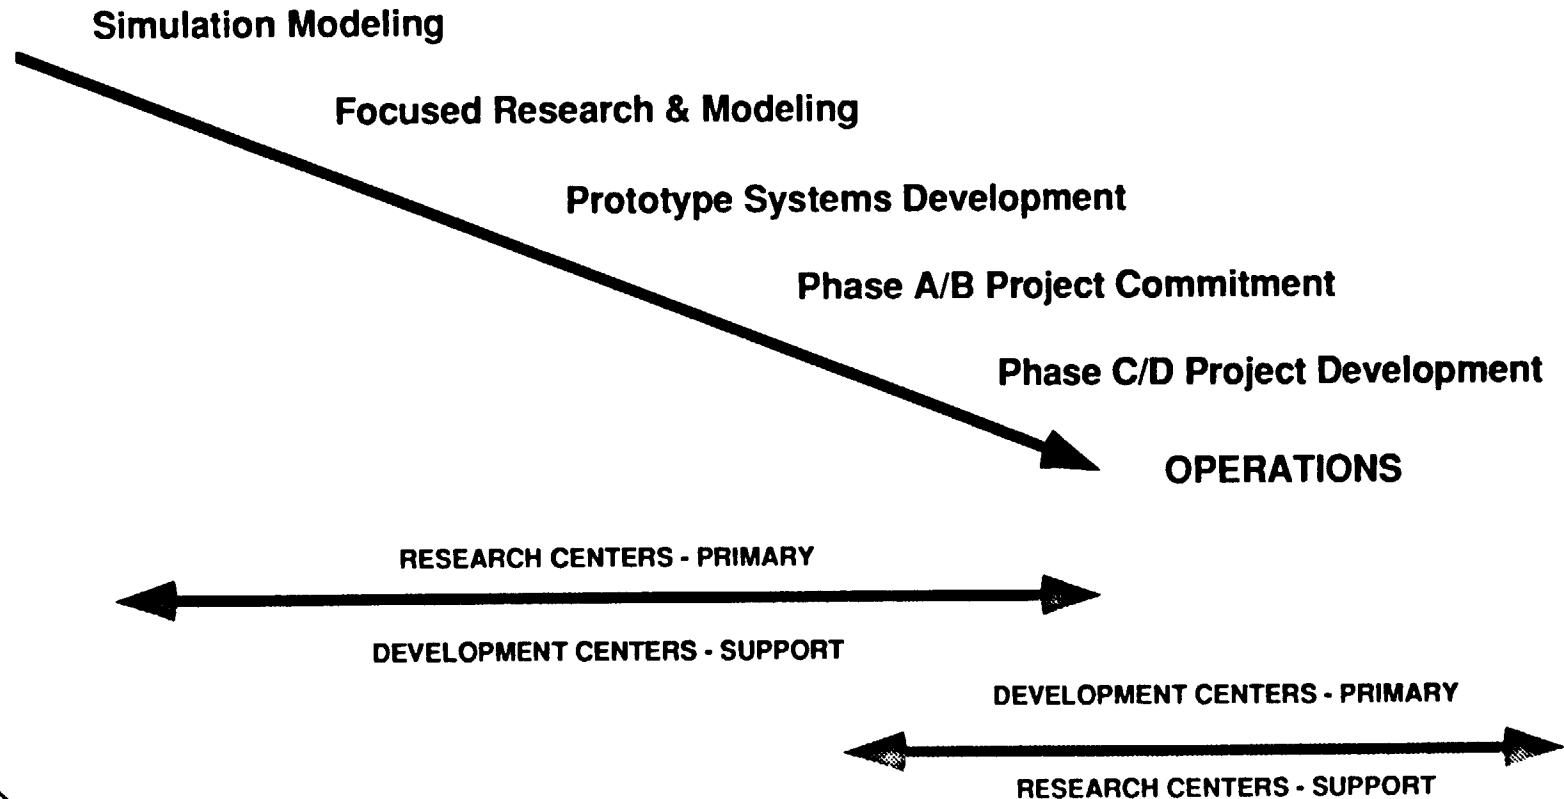 Simulation Modeling
Focused Research & Modeling
Prototype Systems Development
Phase A/B Project Commitment
Phase C/D Project Development
OPERATIONS
RESEARCH CENTERS - PRIMARY
DEVELOPMENT CENTERS - SUPPORT
DEVELOPMENT CENTERS - PRIMARY
RESEARCH CENTERS - SUPPORT